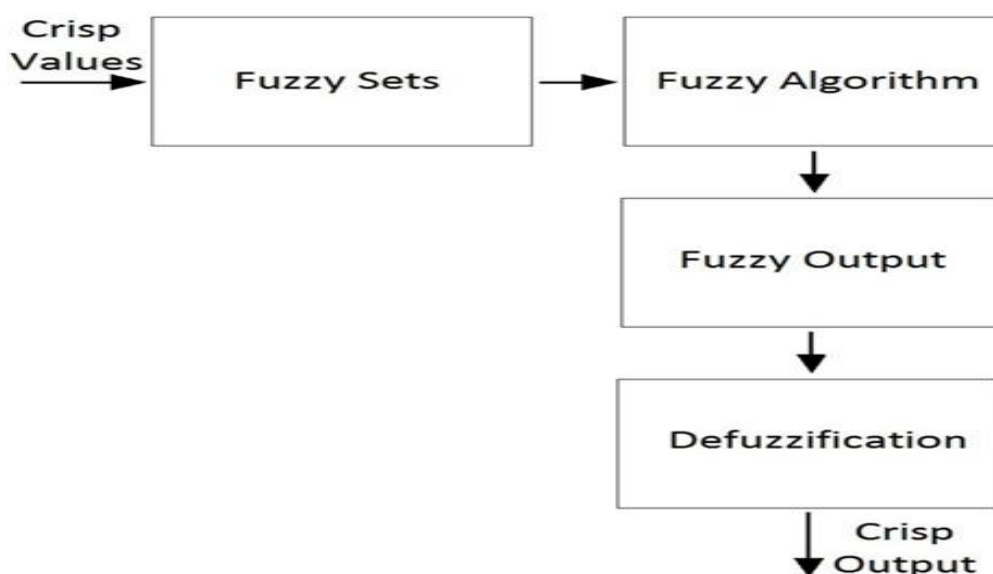 Crisp
Values
Fuzzy Sets
Fuzzy Algorithm
Fuzzy Output
Defuzzification
Crisp
Output